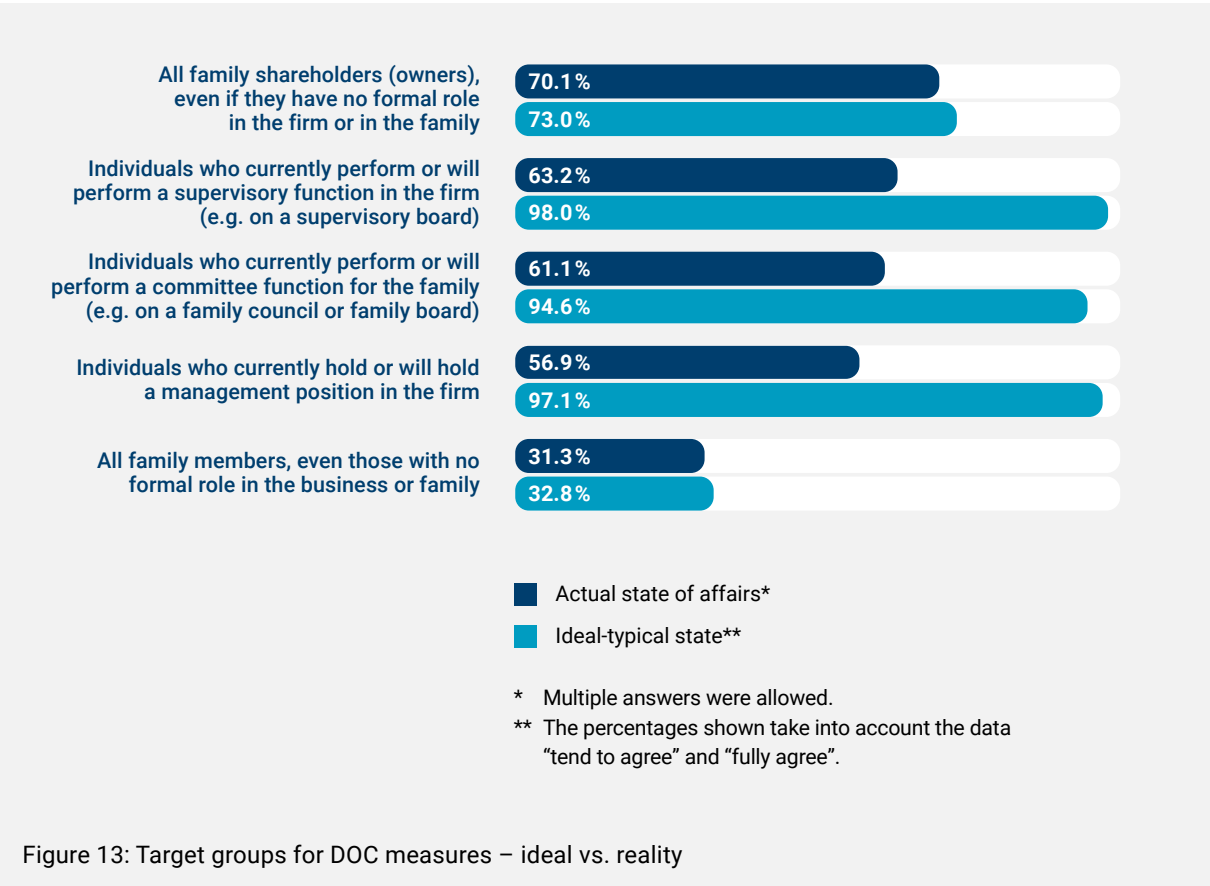 All family shareholders (owners),
even if they have no formal role
in the firm or in the family
70.1%
73.0%
Individuals who currently perform or will
perform a supervisory function in the firm
(e.g. on a supervisory board)
63.2%
98.0%
Individuals who currently perform or will
perform a committee function for the family
(e.g. on a family council or family board)
61.1%
94.6%
Individuals who currently hold or will hold
a management position in the firm
56.9%
97.1%
All family members, even those with no
formal role in the business or family
31.3%
32.8%
Actual state of affairs*
Ideal-typical state**
* Multiple answers were allowed.
** The percentages shown take into account the data
“tend to agree” and “fully agree”.
Figure 13: Target groups for DOC measures – ideal vs. reality